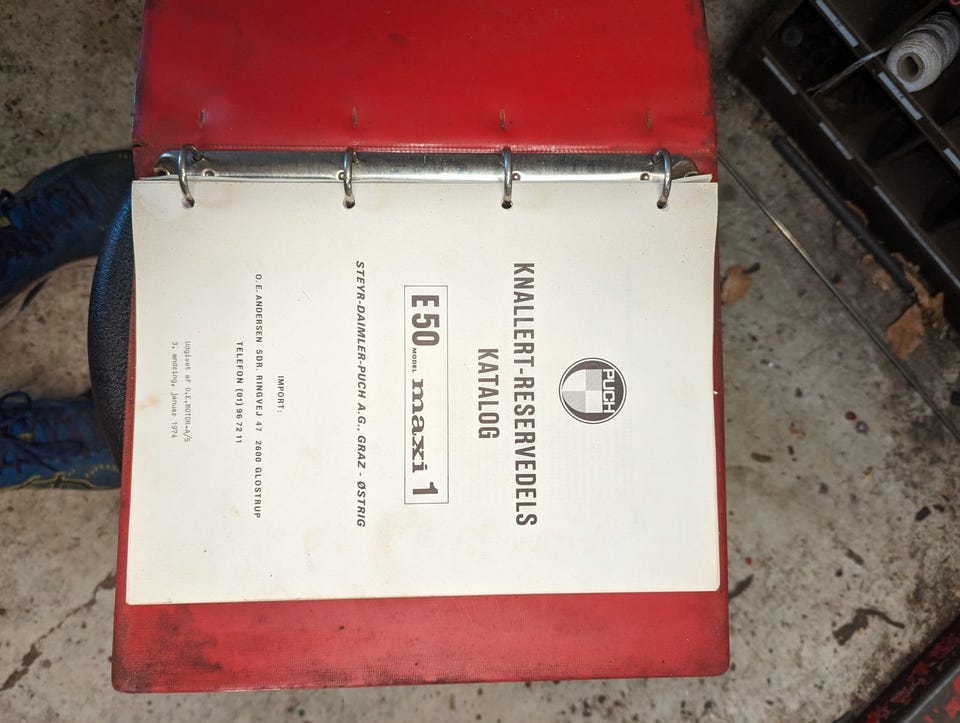 PUCH
KNALLERT-RESERVEDELS
KATALOG
E50 MODEL maxi 1
STEYR-DAIMLER-PUCH A.G., GRAZ - ØSTRIG
IMPORT:
O.E. ANDERSEN SDR. RINGVEJ 47 2600 GLOSTRUP
TELEFON (01) 96 72 11
Udgivet af O.E.MOTOR-A/S
3. ændring, januar 1974